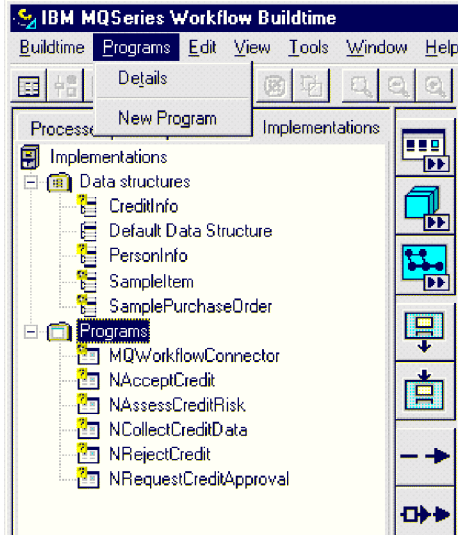 IBM MQSeries Workflow Buildtime
Buildtime Programs Edit View Tools Window Help
Details
New Program
Processe Implementations
Implementations
Data structures
CreditInfo
Default Data Structure
PersonInfo
SampleItem
SamplePurchaseOrder
Programs
MQWorkflowConnector
NAcceptCredit
NAssessCreditRisk
NCollectCreditData
NRejectCredit
NRequestCreditApproval